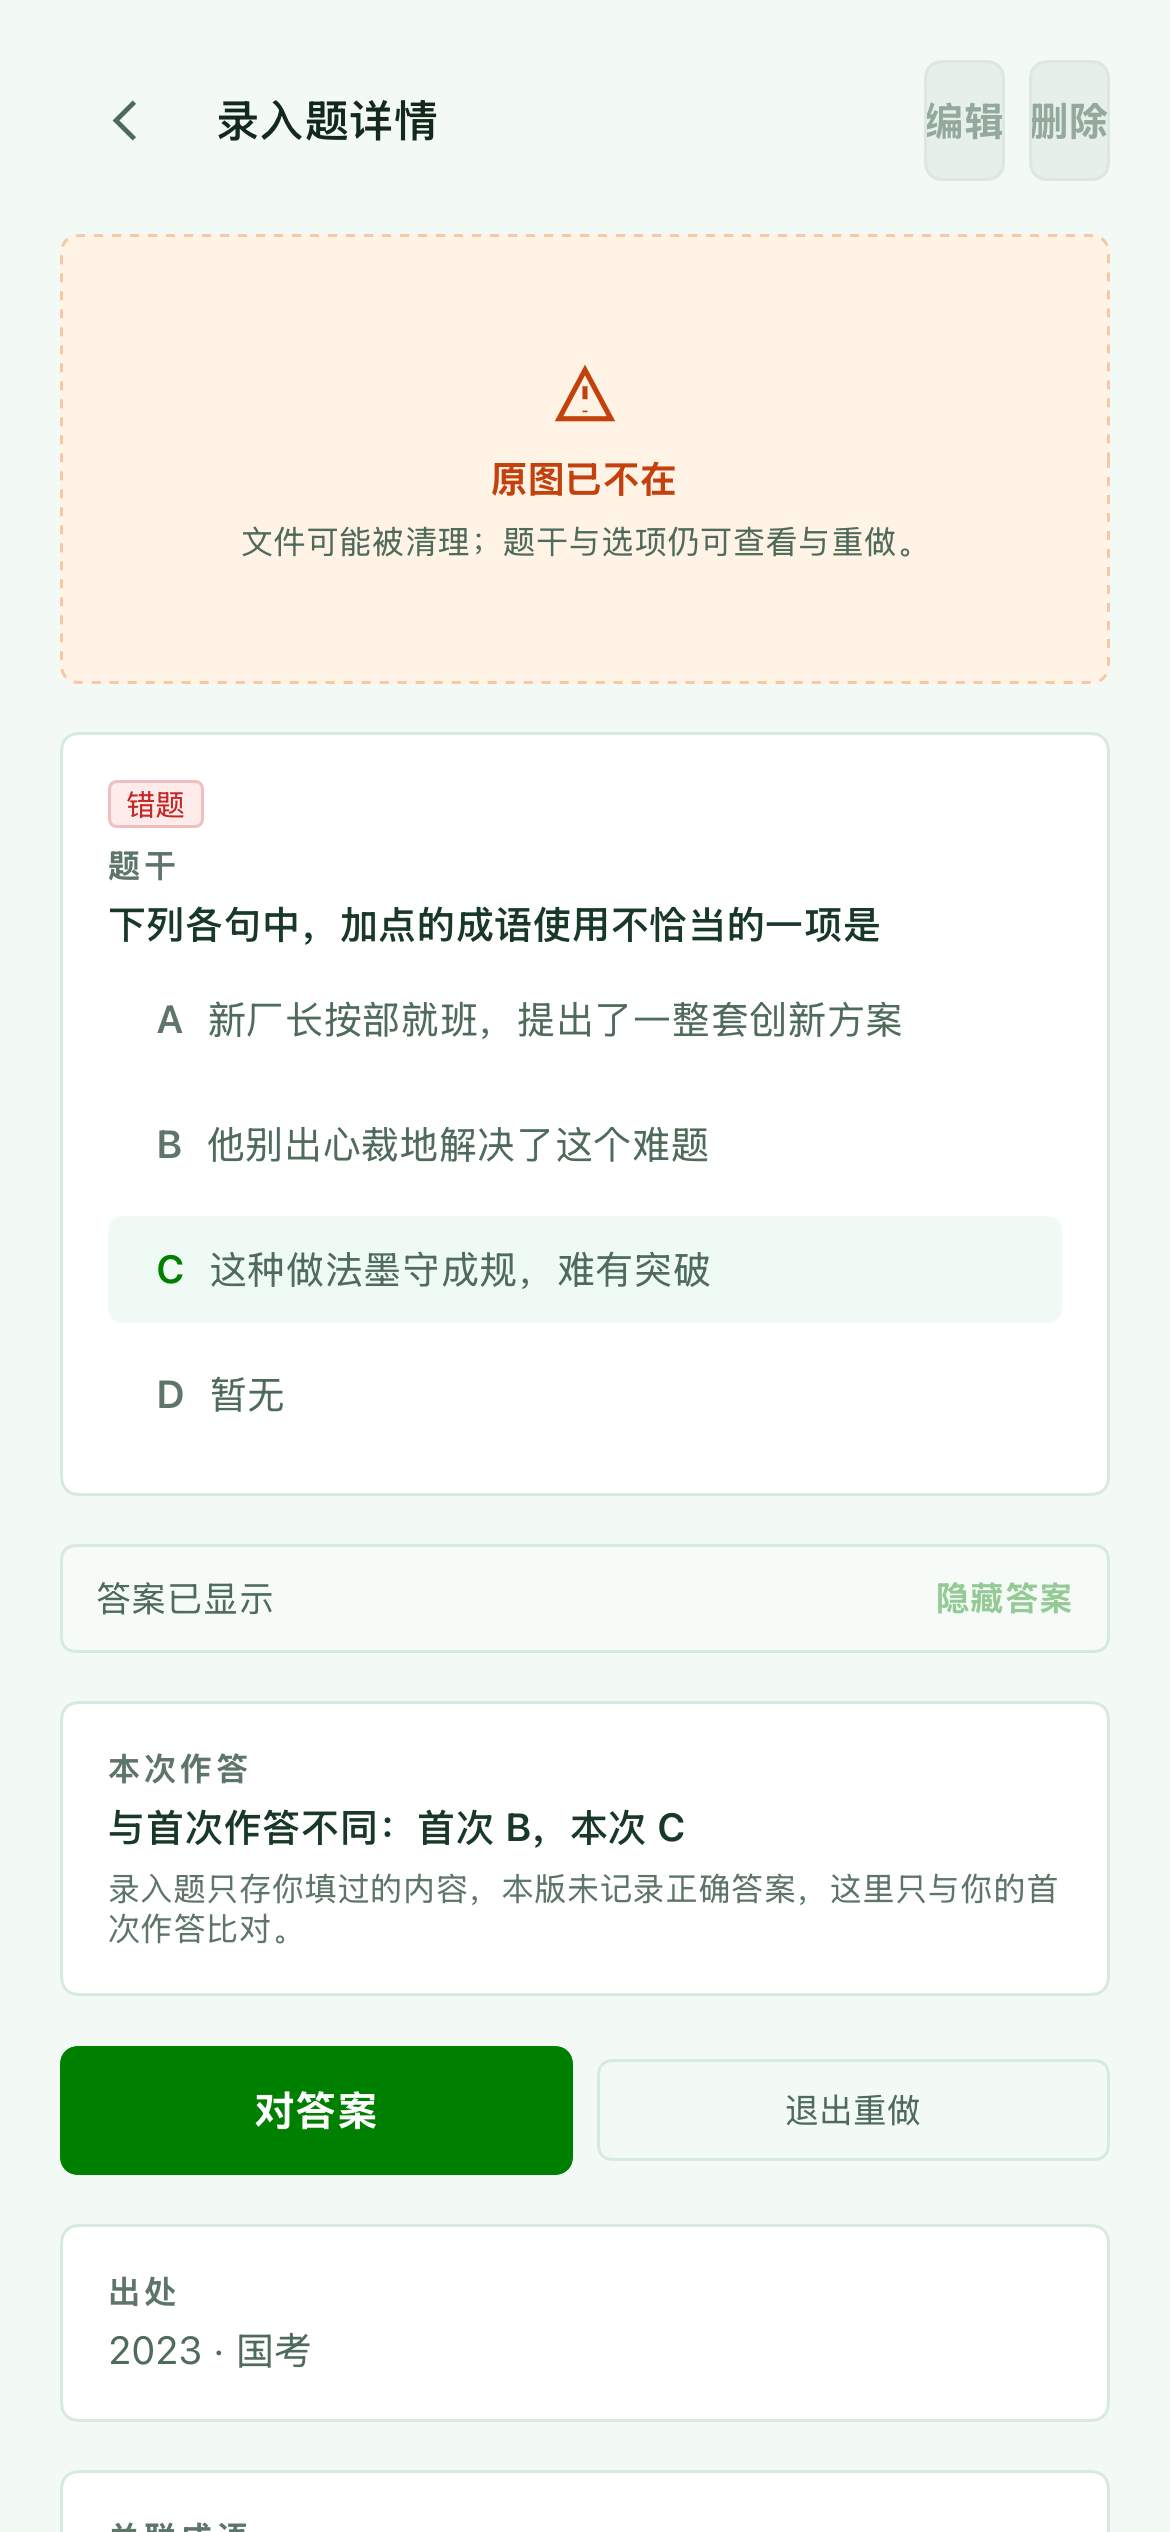 录入题详情
编辑 删除
原图已不在
文件可能被清理；题干与选项仍可查看与重做。
错题
题干
下列各句中，加点的成语使用不恰当的一项是
A 新厂长按部就班，提出了一整套创新方案
B 他别出心裁地解决了这个难题
C 这种做法墨守成规，难有突破
D 暂无
答案已显示 隐藏答案
本次作答
与首次作答不同：首次 B，本次 C
录入题只存你填过的内容，本版未记录正确答案，这里只与你的首
次作答比对。
对答案 退出重做
出处
2023 · 国考